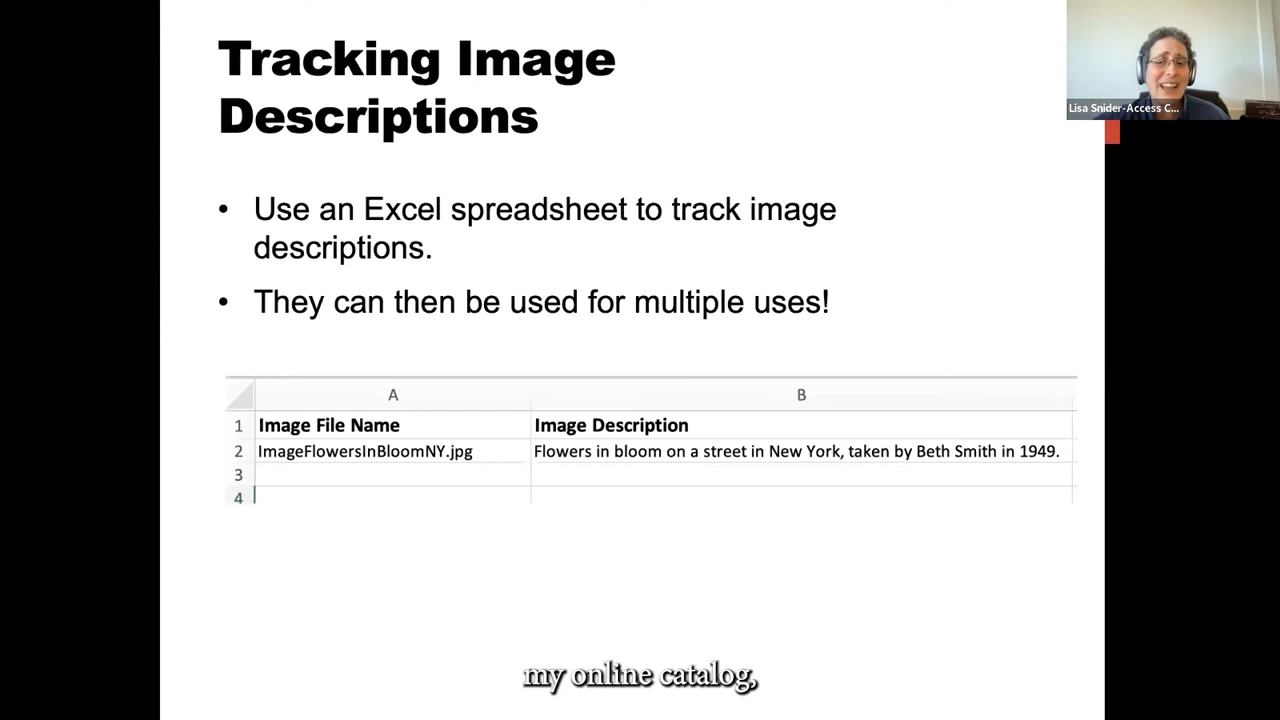 Tracking Image
Descriptions
Lisa Snider-Access C...
• Use an Excel spreadsheet to track image
descriptions.
• They can then be used for multiple uses!
A B
1 Image File Name Image Description
2 ImageFlowersInBloomNY.jpg Flowers in bloom on a street in New York, taken by Beth Smith in 1949.
3
4
my online catalog,